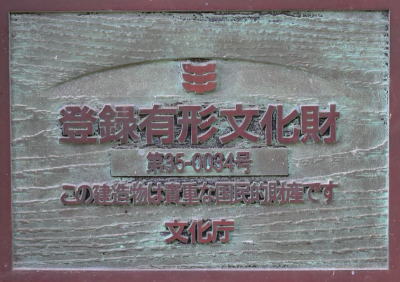 登録有形文化財
第35-0034号
この建造物は貴重な国民的財産です
文化庁